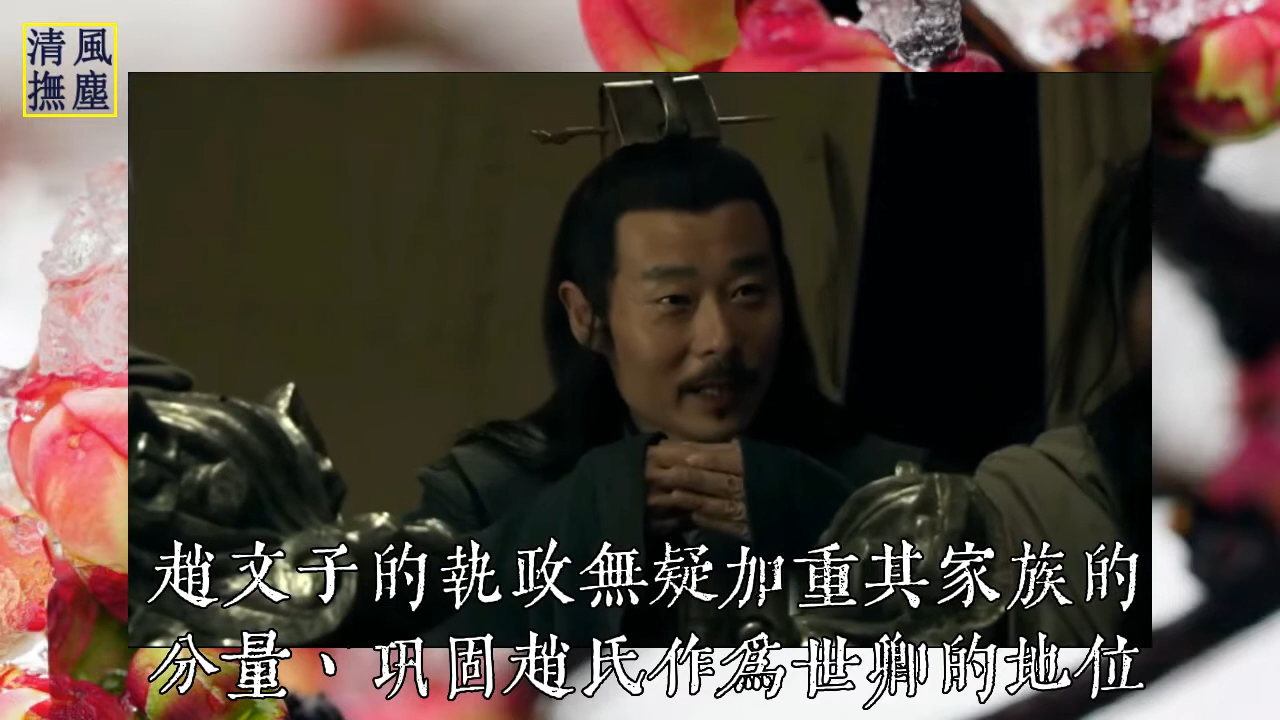 清風
撫塵
趙文子的執政無疑加重其家族的
分量、巩固趙氏作為世卿的地位